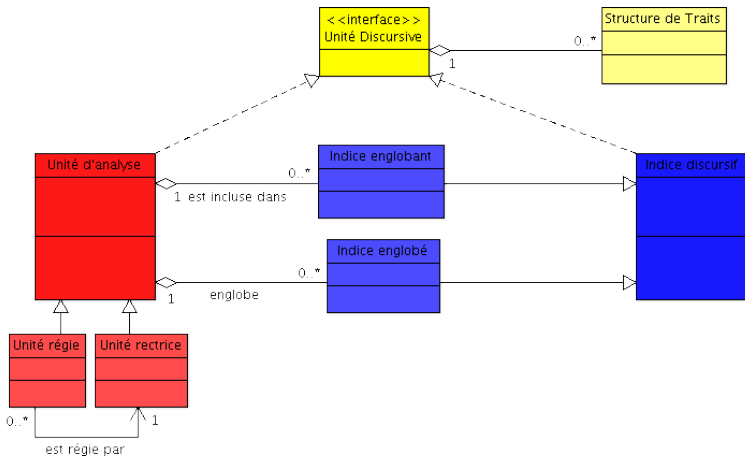 <<interface>>
Unité Discursive
Structure de Traits
1
0..*
Unité d'analyse
Indice englobant
Indice discursif
1 est incluse dans
0..*
Indice englobé
1
englobe
0..*
Unité régie
Unité rectrice
0..*
1
est régie par